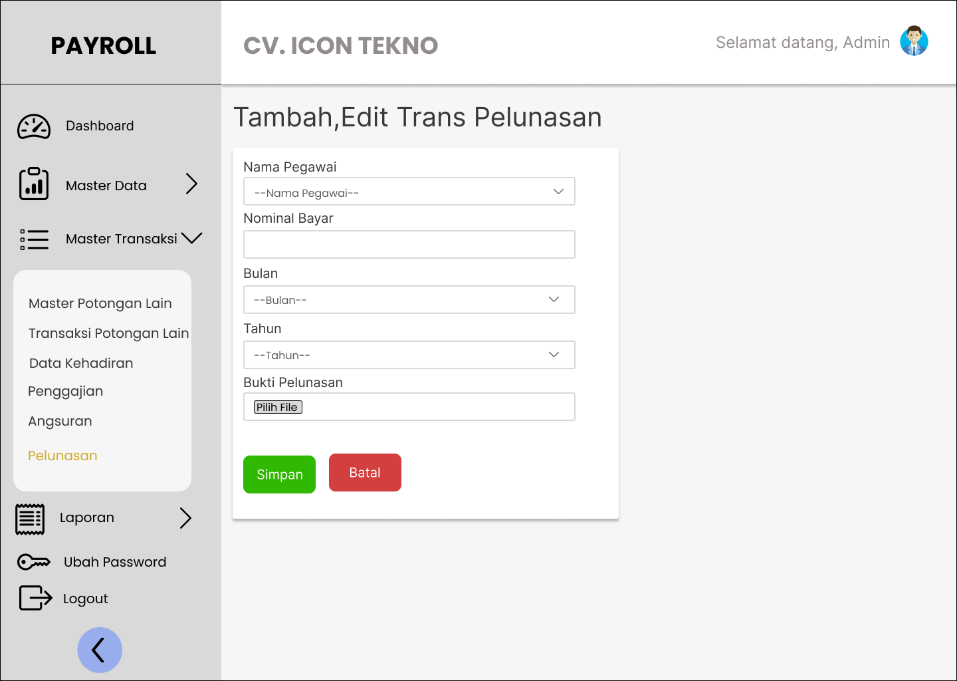 PAYROLL
CV. ICON TEKNO
Selamat datang, Admin
Dashboard
Master Data
Master Transaksi
Master Potongan Lain
Transaksi Potongan Lain
Data Kehadiran
Penggajian
Angsuran
Pelunasan
Laporan
Ubah Password
Logout
Tambah,Edit Trans Pelunasan
Nama Pegawai
--Nama Pegawai--
Nominal Bayar
Bulan
--Bulan--
Tahun
--Tahun--
Bukti Pelunasan
Pilih File
Simpan
Batal